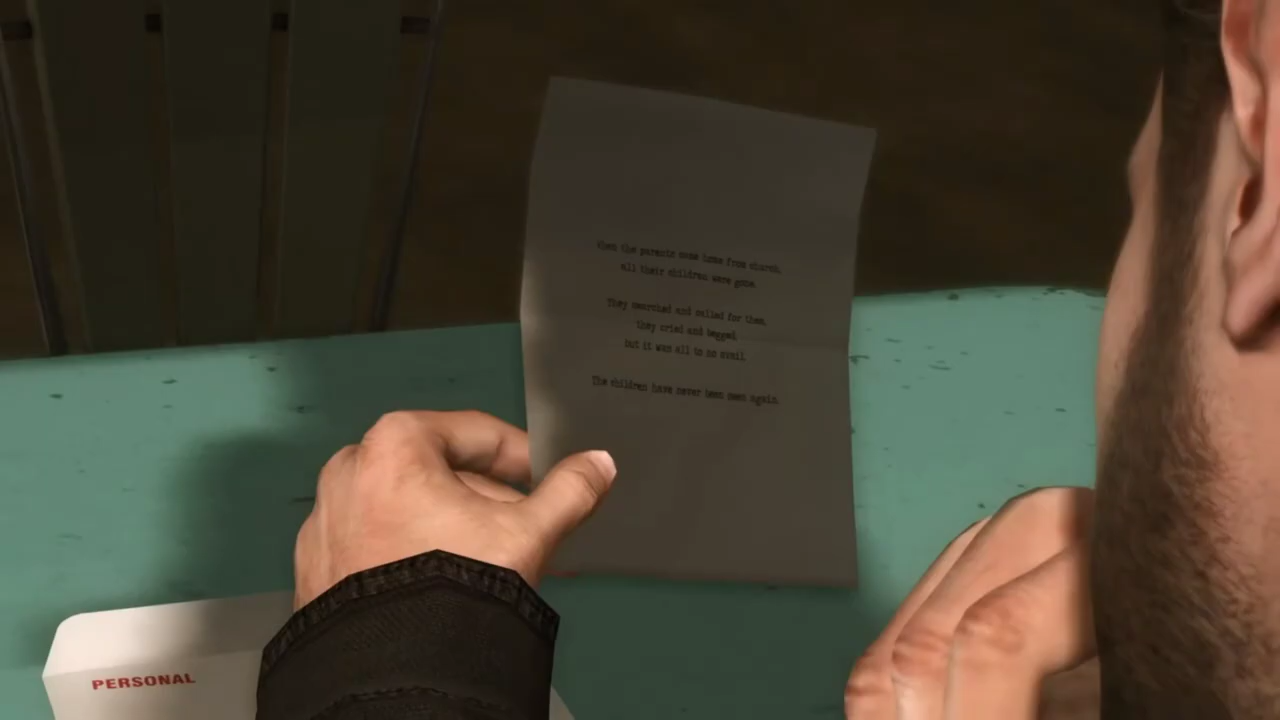 When the parents came home from church,
all their children were gone.
They searched and called for them,
they cried and begged,
but it was all to no avail.
The children have never been seen again.
PERSONAL